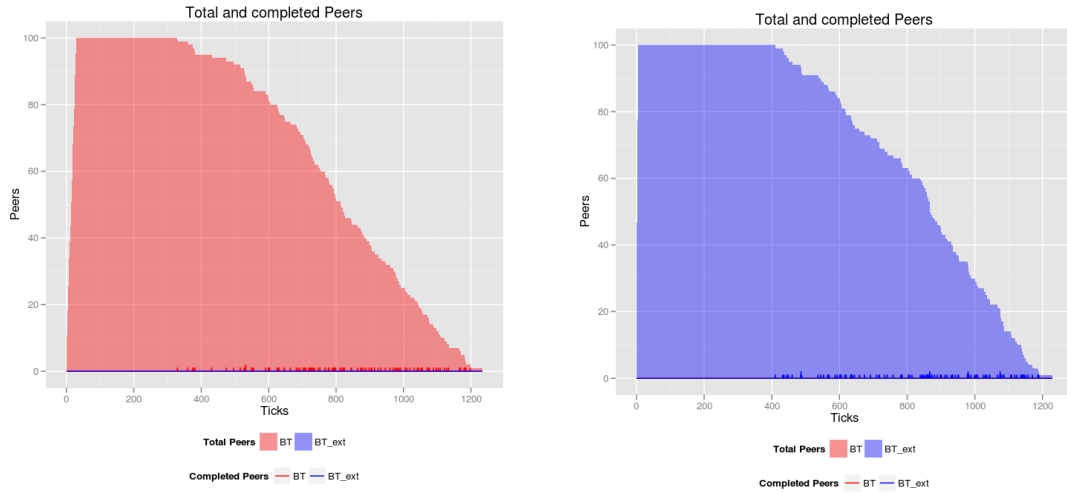 Total and completed Peers
100
80
60
40
20
0
Peers
0 200 400 600 800 1000 1200
Ticks
Total Peers BT BT_ext
Completed Peers BT BT_ext
Total and completed Peers
100
80
60
40
20
0
Peers
0 200 400 600 800 1000 1200
Ticks
Total Peers BT BT_ext
Completed Peers BT BT_ext